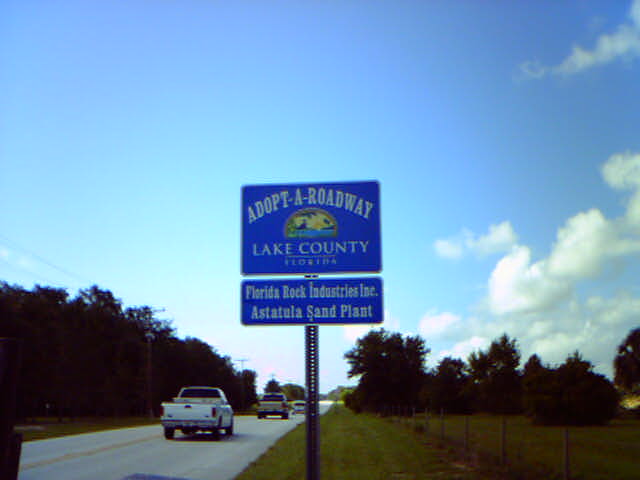 ADOPT-A-ROADWAY
LAKE COUNTY
FLORIDA
Florida Rock Industries Inc.
Astatula Sand Plant